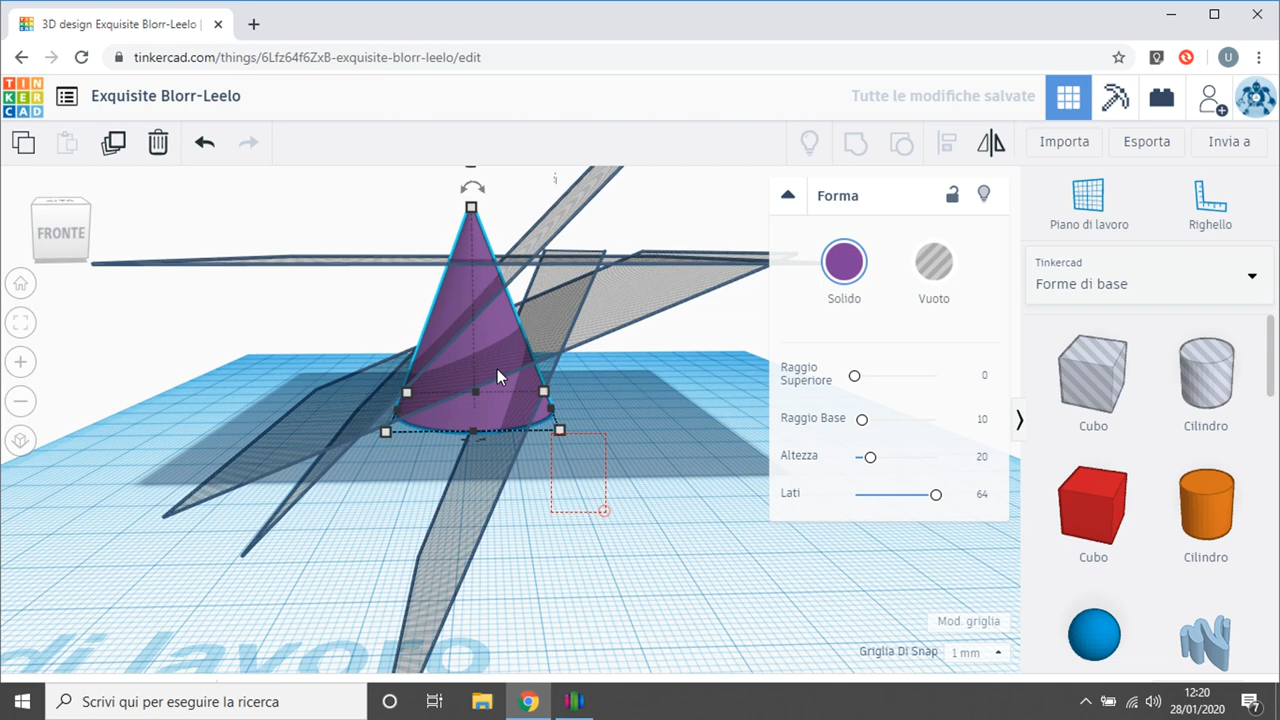 3D design Exquisite Blorr-Leelo |
tinkercad.com/things/6Lfz64f6ZxB-exquisite-blorr-leelo/edit
U
TIN
KER
CAD
Exquisite Blorr-Leelo
Tutte le modifiche salvate
Importa
Esporta
Invia a
FRONTE
Forma
Solido
Vuoto
Raggio
Superiore
0
Raggio Base
10
Altezza
20
Lati
64
Piano di lavoro
Righello
Tinkercad
Forme di base
Cubo
Cilindro
Cubo
Cilindro
di lavoro
Mod. griglia
Griglia Di Snap
1 mm
Scrivi qui per eseguire la ricerca
12:20
28/01/2020
7